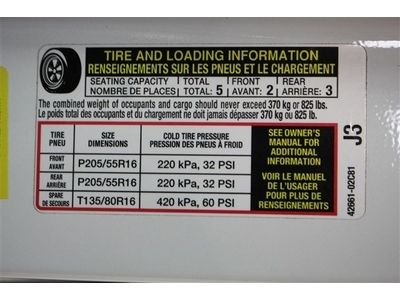 TIRE AND LOADING INFORMATION
RENSEIGNEMENTS SUR LES PNEUS ET LE CHARGEMENT
SEATING CAPACITY TOTAL FRONT REAR
NOMBRE DE PLACES TOTAL: 5 AVANT: 2 ARRIÈRE: 3
The combined weight of occupants and cargo should never exceed 370 kg or 825 lbs.
Le poids total des occupants et du chargement ne doit jamais dépasser 370 kg ou 825 lb.
TIRE SIZE COLD TIRE PRESSURE
PNEU DIMENSIONS PRESSION DES PNEUS À FROID
FRONT
AVANT P205/55R16 220 kPa, 32 PSI
REAR
ARRIÈRE P205/55R16 220 kPa, 32 PSI
SPARE
DE SECOURS T135/80R16 420 kPa, 60 PSI
SEE OWNER'S
MANUAL FOR
ADDITIONAL
INFORMATION
VOIR LE MANUEL
DE L'USAGER
POUR PLUS DE
RENSEIGNEMENTS
J3
42661-02C81